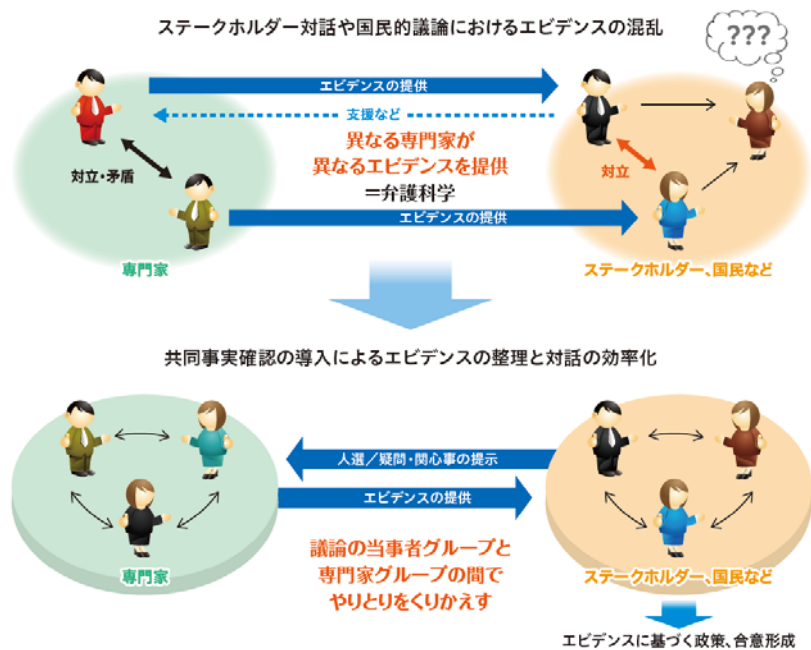 ステークホルダー対話や国民的議論におけるエビデンスの混乱
???
エビデンスの提供
支援など
異なる専門家が
異なるエビデンスを提供
＝弁護科学
対立・矛盾
対立
エビデンスの提供
専門家
ステークホルダー、国民など
共同事実確認の導入によるエビデンスの整理と対話の効率化
人選／疑問・関心事の提示
エビデンスの提供
議論の当事者グループと
専門家グループの間で
やりとりをくりかえす
専門家
ステークホルダー、国民など
エビデンスに基づく政策、合意形成